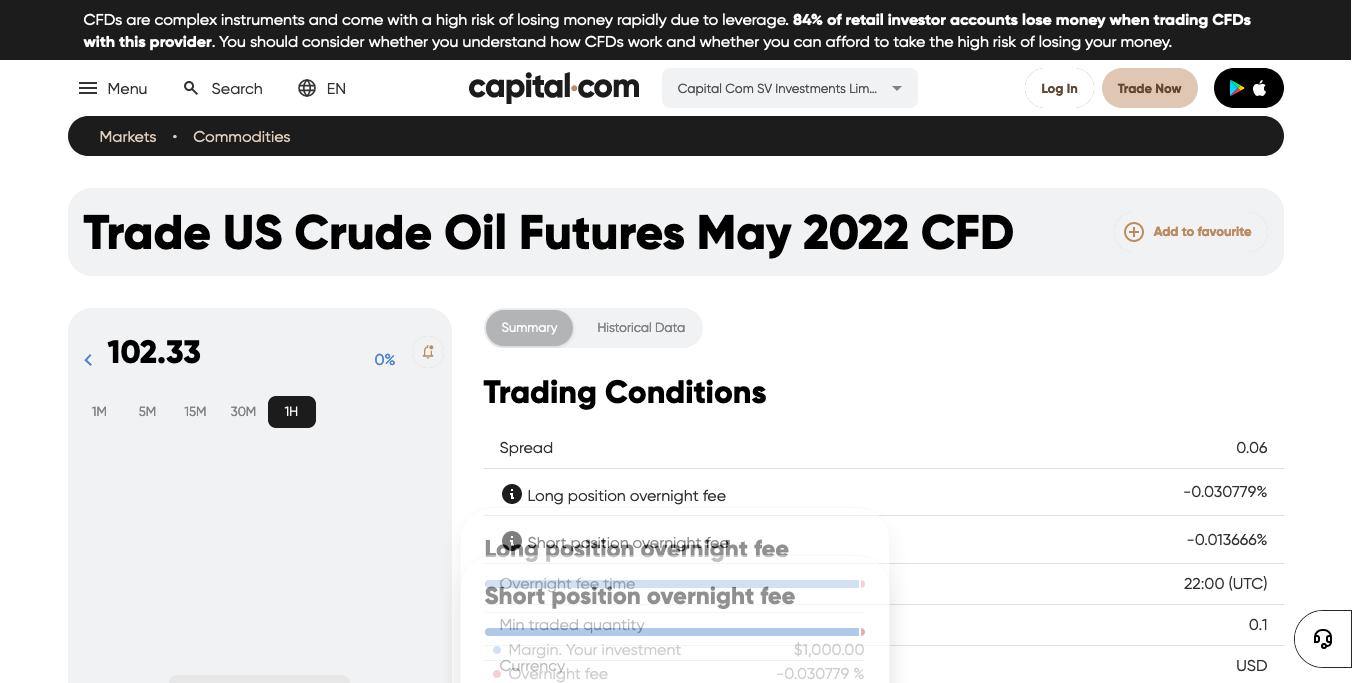 CFDs are complex instruments and come with a high risk of losing money rapidly due to leverage. 84% of retail investor accounts lose money when trading CFDs
with this provider. You should consider whether you understand how CFDs work and whether you can afford to take the high risk of losing your money.
Menu Search EN capital.com Capital Com SV Investments Lim... Log In Trade Now
Markets • Commodities
Trade US Crude Oil Futures May 2022 CFD Add to favourite
102.33 0%
1M 5M 15M 30M 1H
Summary Historical Data
Trading Conditions
Spread 0.06
Long position overnight fee -0.030779%
Short position overnight fee -0.013666%
Long position overnight fee
Overnight fee time 22:00 (UTC)
Short position overnight fee
Min traded quantity 0.1
Margin. Your investment $1,000.00
Currency USD
Overnight fee -0.030779 %